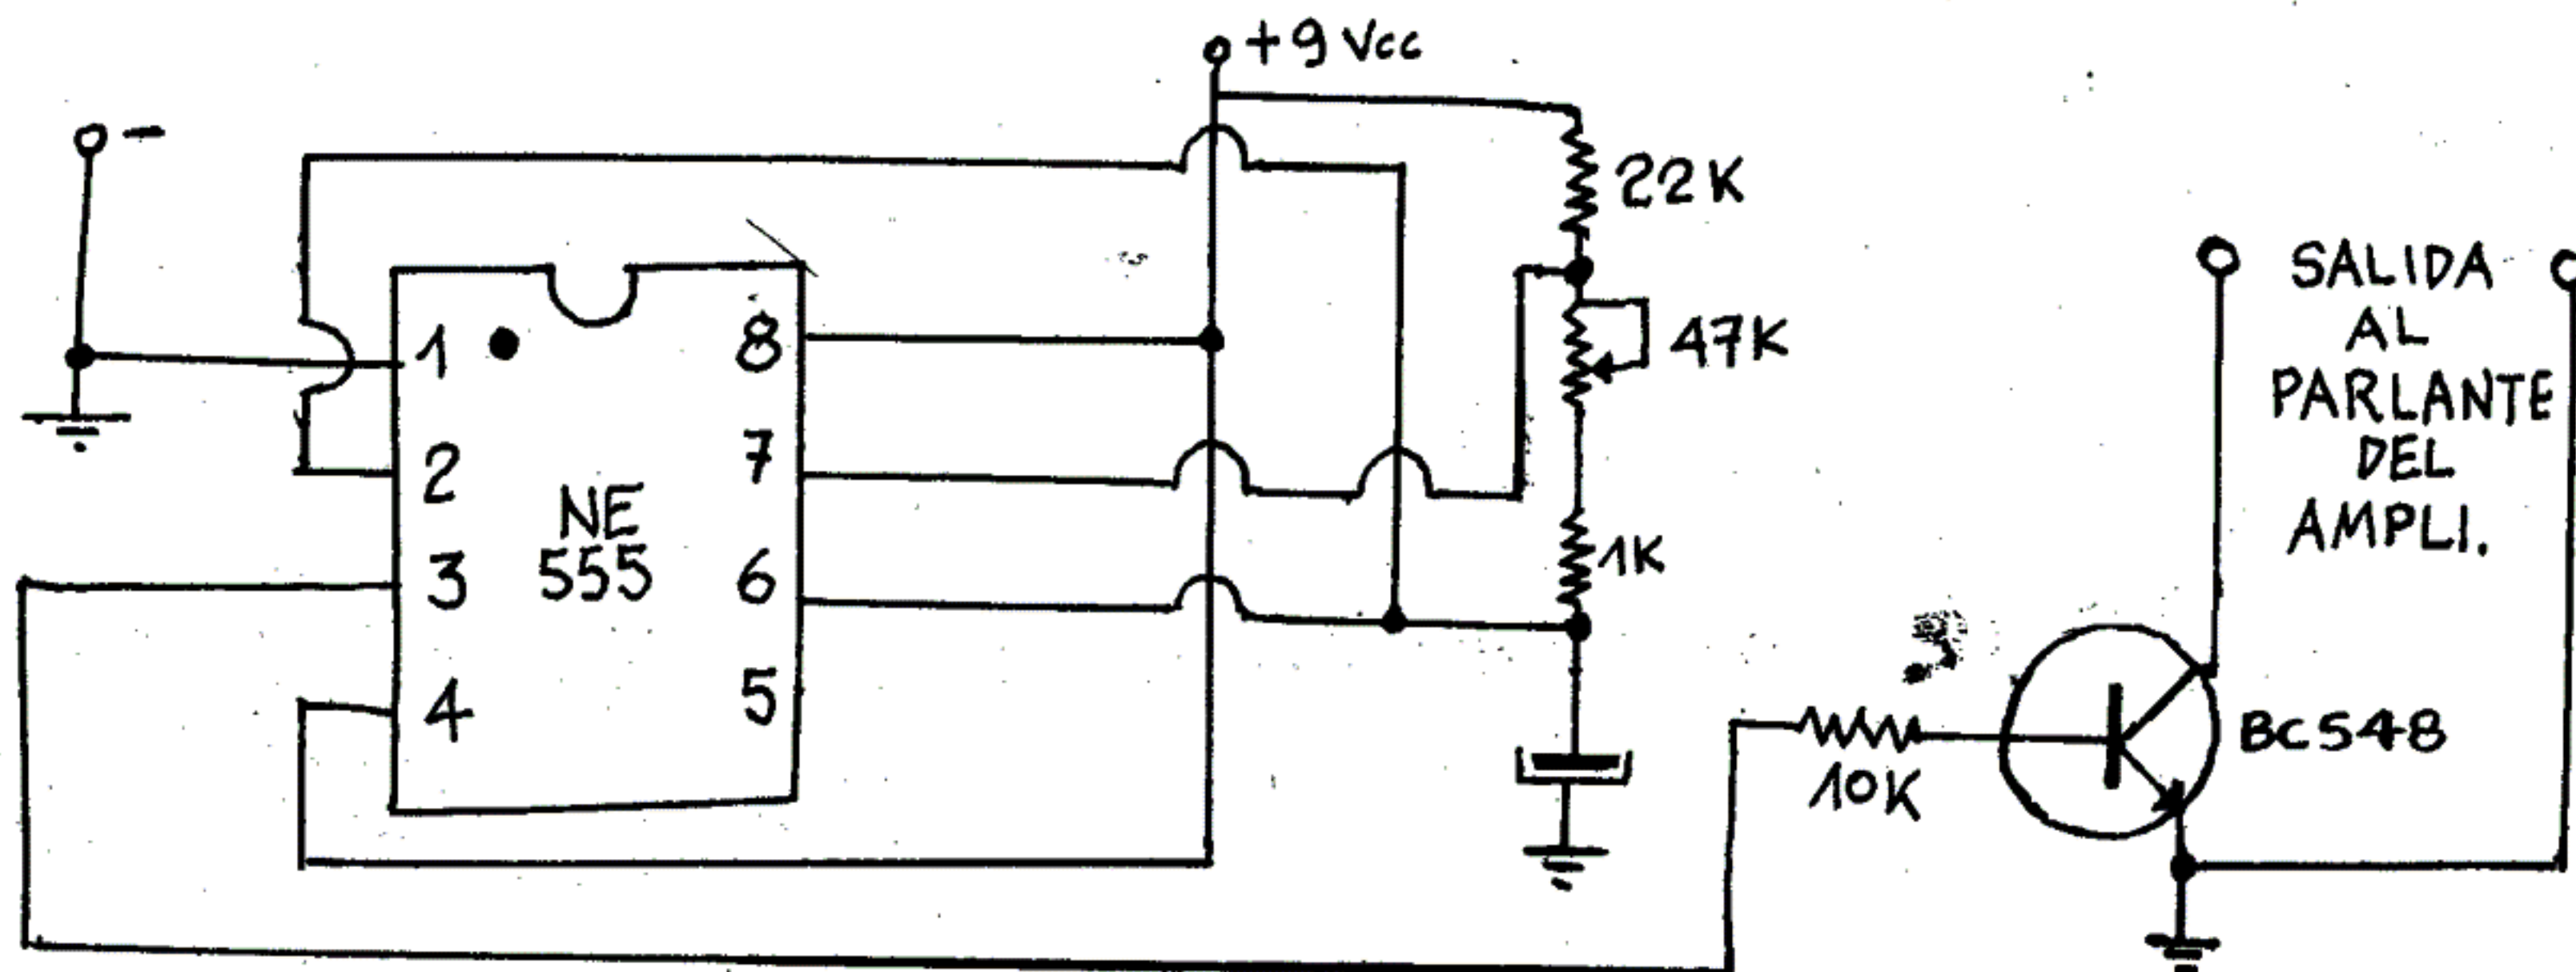 +9 Vcc
-
22K
47K
1K
1
2
3
4
8
7
6
5
NE
555
10K
BC548
SALIDA
AL
PARLANTE
DEL
AMPLI.